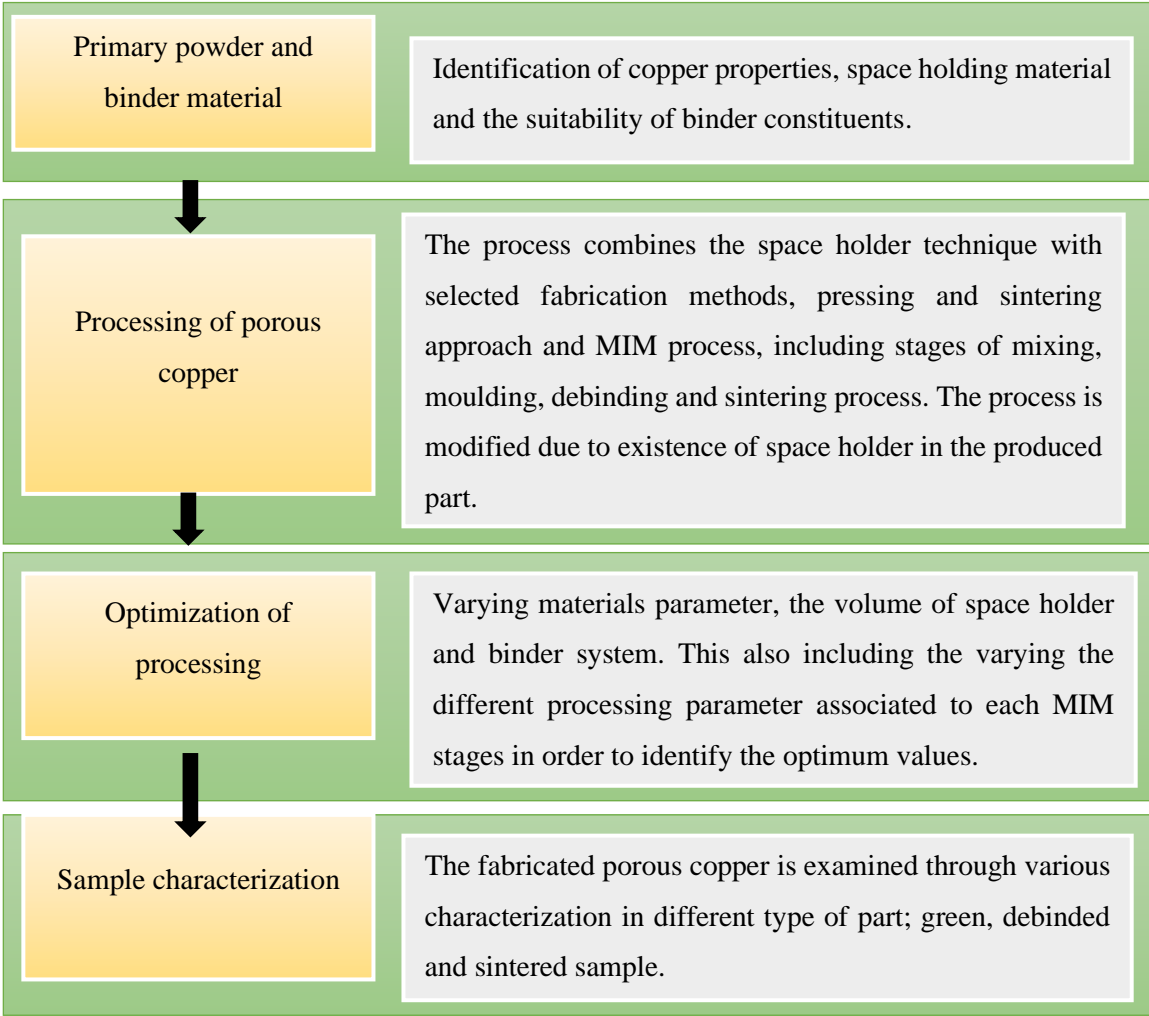 Primary powder and
binder material
Identification of copper properties, space holding material
and the suitability of binder constituents.
Processing of porous
copper
The process combines the space holder technique with
selected fabrication methods, pressing and sintering
approach and MIM process, including stages of mixing,
moulding, debinding and sintering process. The process is
modified due to existence of space holder in the produced
part.
Optimization of
processing
Varying materials parameter, the volume of space holder
and binder system. This also including the varying the
different processing parameter associated to each MIM
stages in order to identify the optimum values.
Sample characterization
The fabricated porous copper is examined through various
characterization in different type of part; green, debinded
and sintered sample.